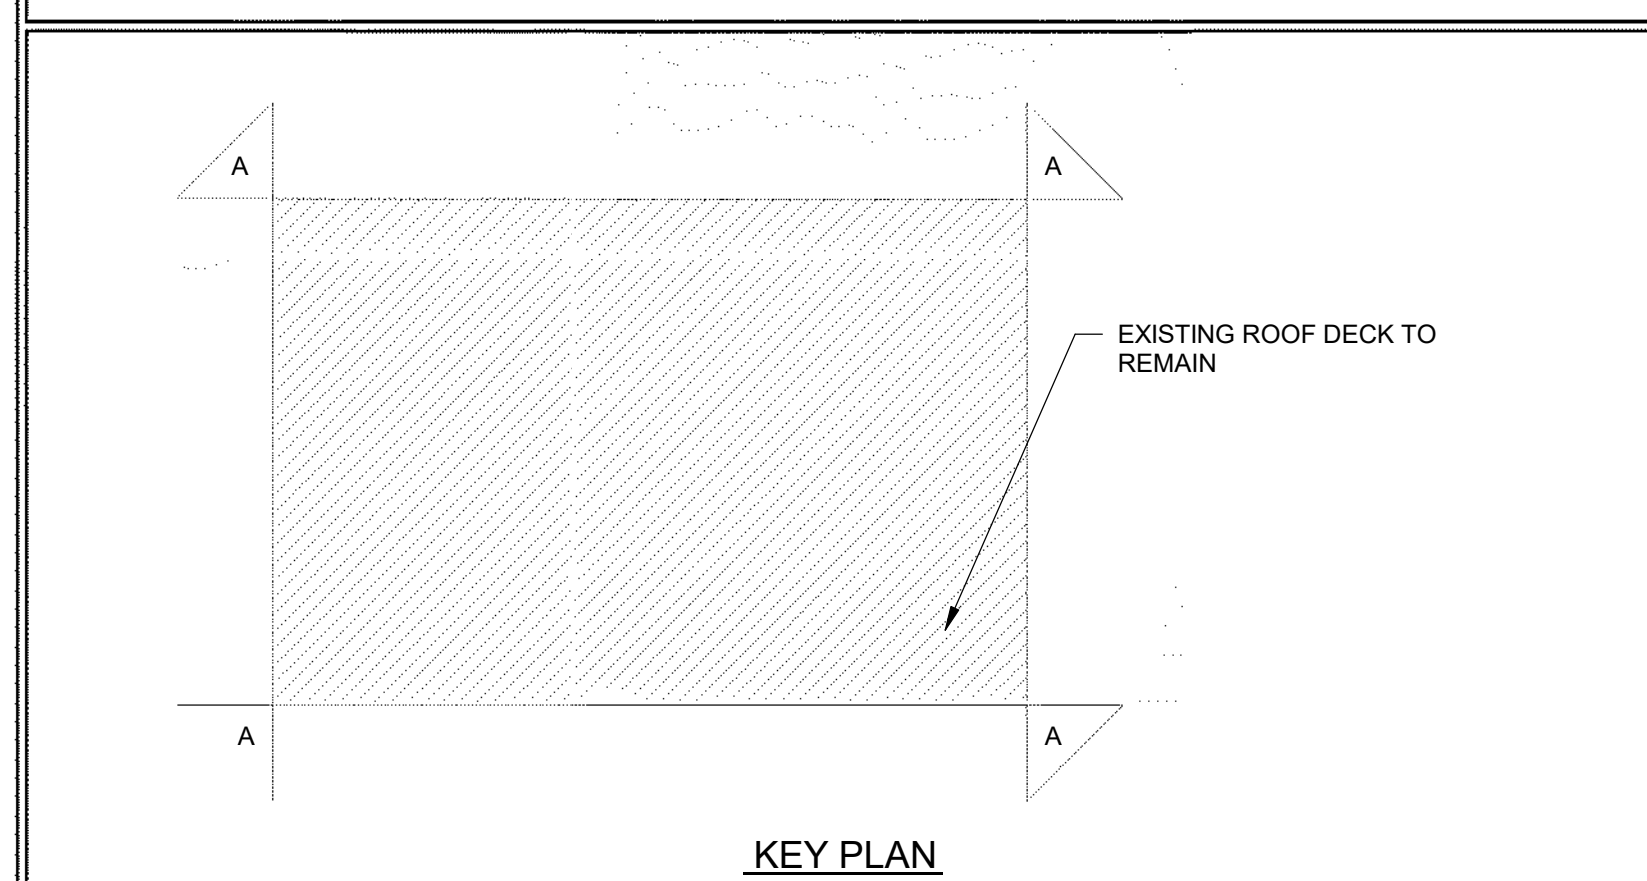 A A
EXISTING ROOF DECK TO
REMAIN
A A
KEY PLAN